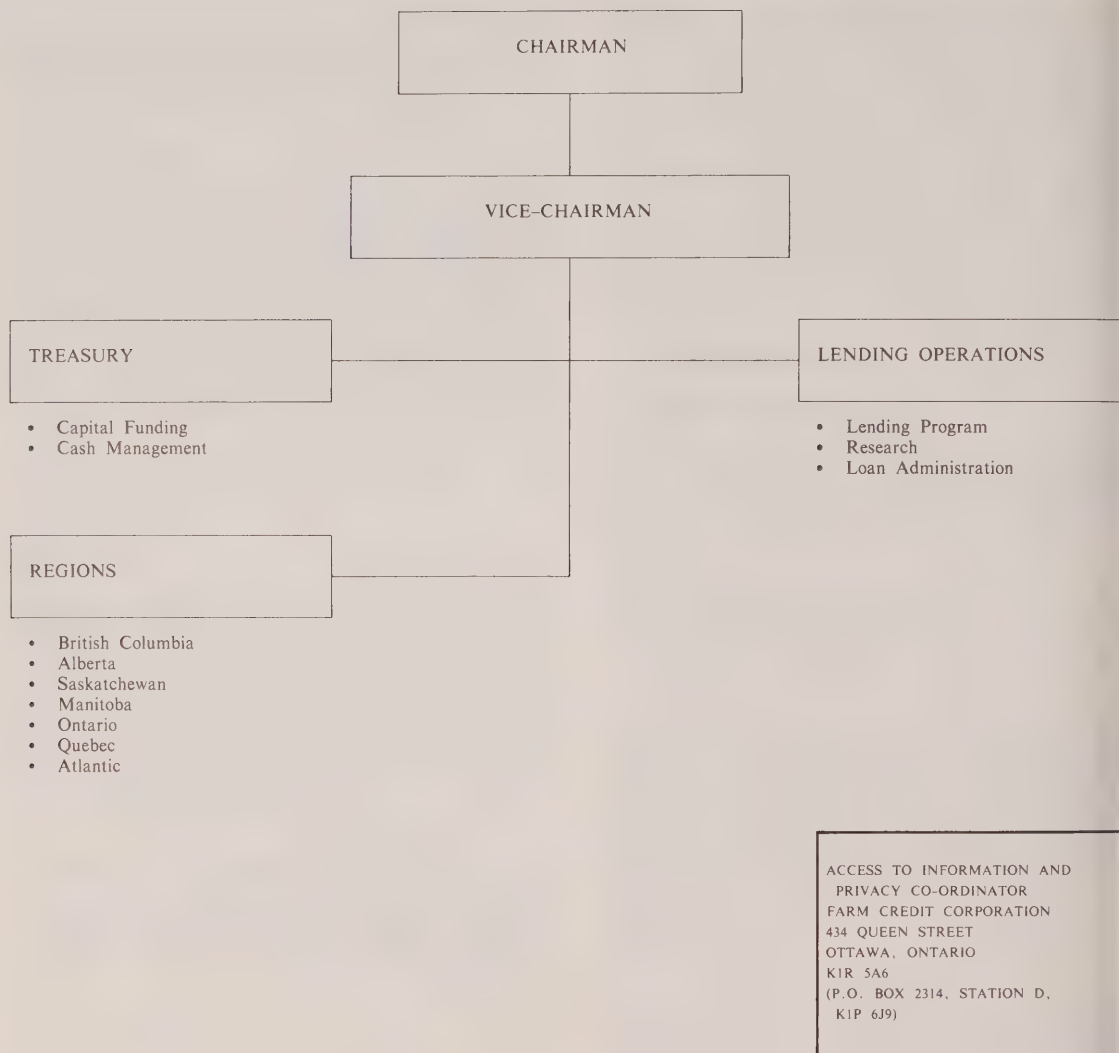 CHAIRMAN
VICE–CHAIRMAN
TREASURY
• Capital Funding
• Cash Management
LENDING OPERATIONS
• Lending Program
• Research
• Loan Administration
REGIONS
• British Columbia
• Alberta
• Saskatchewan
• Manitoba
• Ontario
• Quebec
• Atlantic
ACCESS TO INFORMATION AND
PRIVACY CO-ORDINATOR
FARM CREDIT CORPORATION
434 QUEEN STREET
OTTAWA, ONTARIO
K1R 5A6
(P.O. BOX 2314, STATION D,
K1P 6J9)